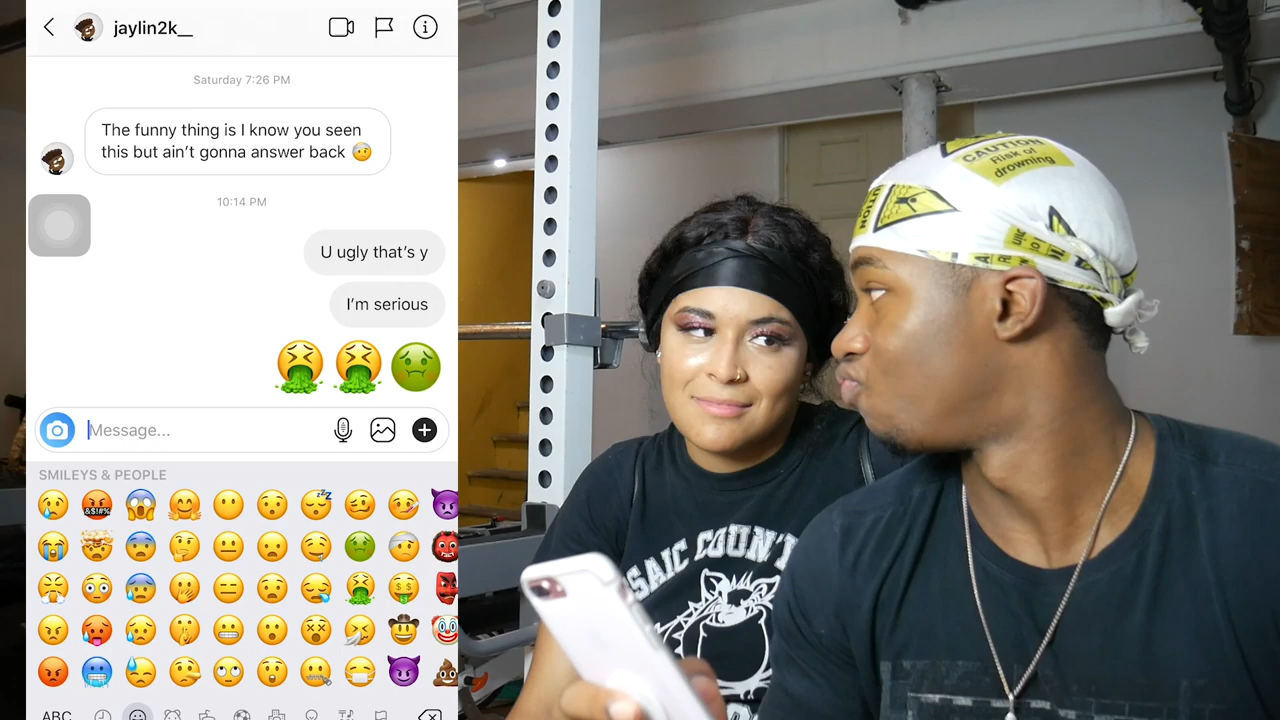 jaylin2k__
Saturday 7:26 PM
The funny thing is I know you seen
this but ain't gonna answer back
10:14 PM
U ugly that's y
I'm serious
Message...
SMILEYS & PEOPLE
&$!#%
ABC
CAUTION
Risk of
drowning